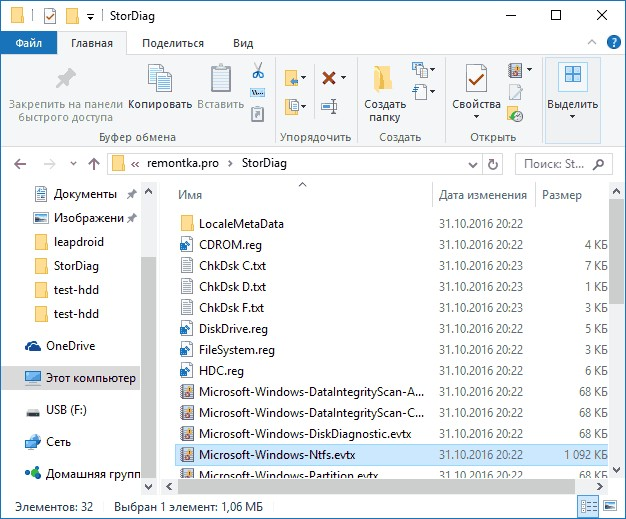 StorDiag
Файл Главная Поделиться Вид
Закрепить на панели быстрого доступа
Копировать
Вставить
Создать папку
Свойства
Выделить
Буфер обмена Упорядочить Создать Открыть
« remontka.pro > StorDiag
Поиск: St...
Документы
Изображени
leapdroid
StorDiag
test-hdd
test-hdd
OneDrive
Этот компьютер
USB (F:)
Сеть
Домашняя групп
Имя Дата изменения Размер
LocaleMetaData 31.10.2016 20:22
CDROM.reg 31.10.2016 20:22 4 КБ
ChkDsk C.txt 31.10.2016 20:23 7 КБ
ChkDsk D.txt 31.10.2016 20:23 1 КБ
ChkDsk F.txt 31.10.2016 20:23 3 КБ
DiskDrive.reg 31.10.2016 20:22 5 КБ
FileSystem.reg 31.10.2016 20:22 3 КБ
HDC.reg 31.10.2016 20:22 6 КБ
Microsoft-Windows-DataIntegrityScan-A... 31.10.2016 20:22 68 КБ
Microsoft-Windows-DataIntegrityScan-C... 31.10.2016 20:22 68 КБ
Microsoft-Windows-DiskDiagnostic.evtx 31.10.2016 20:22 68 КБ
Microsoft-Windows-Ntfs.evtx 31.10.2016 20:22 1 092 КБ
Microsoft-Windows-Partition.evtx 31.10.2016 20:22 68 КБ
Элементов: 32 Выбран 1 элемент: 1,06 МБ